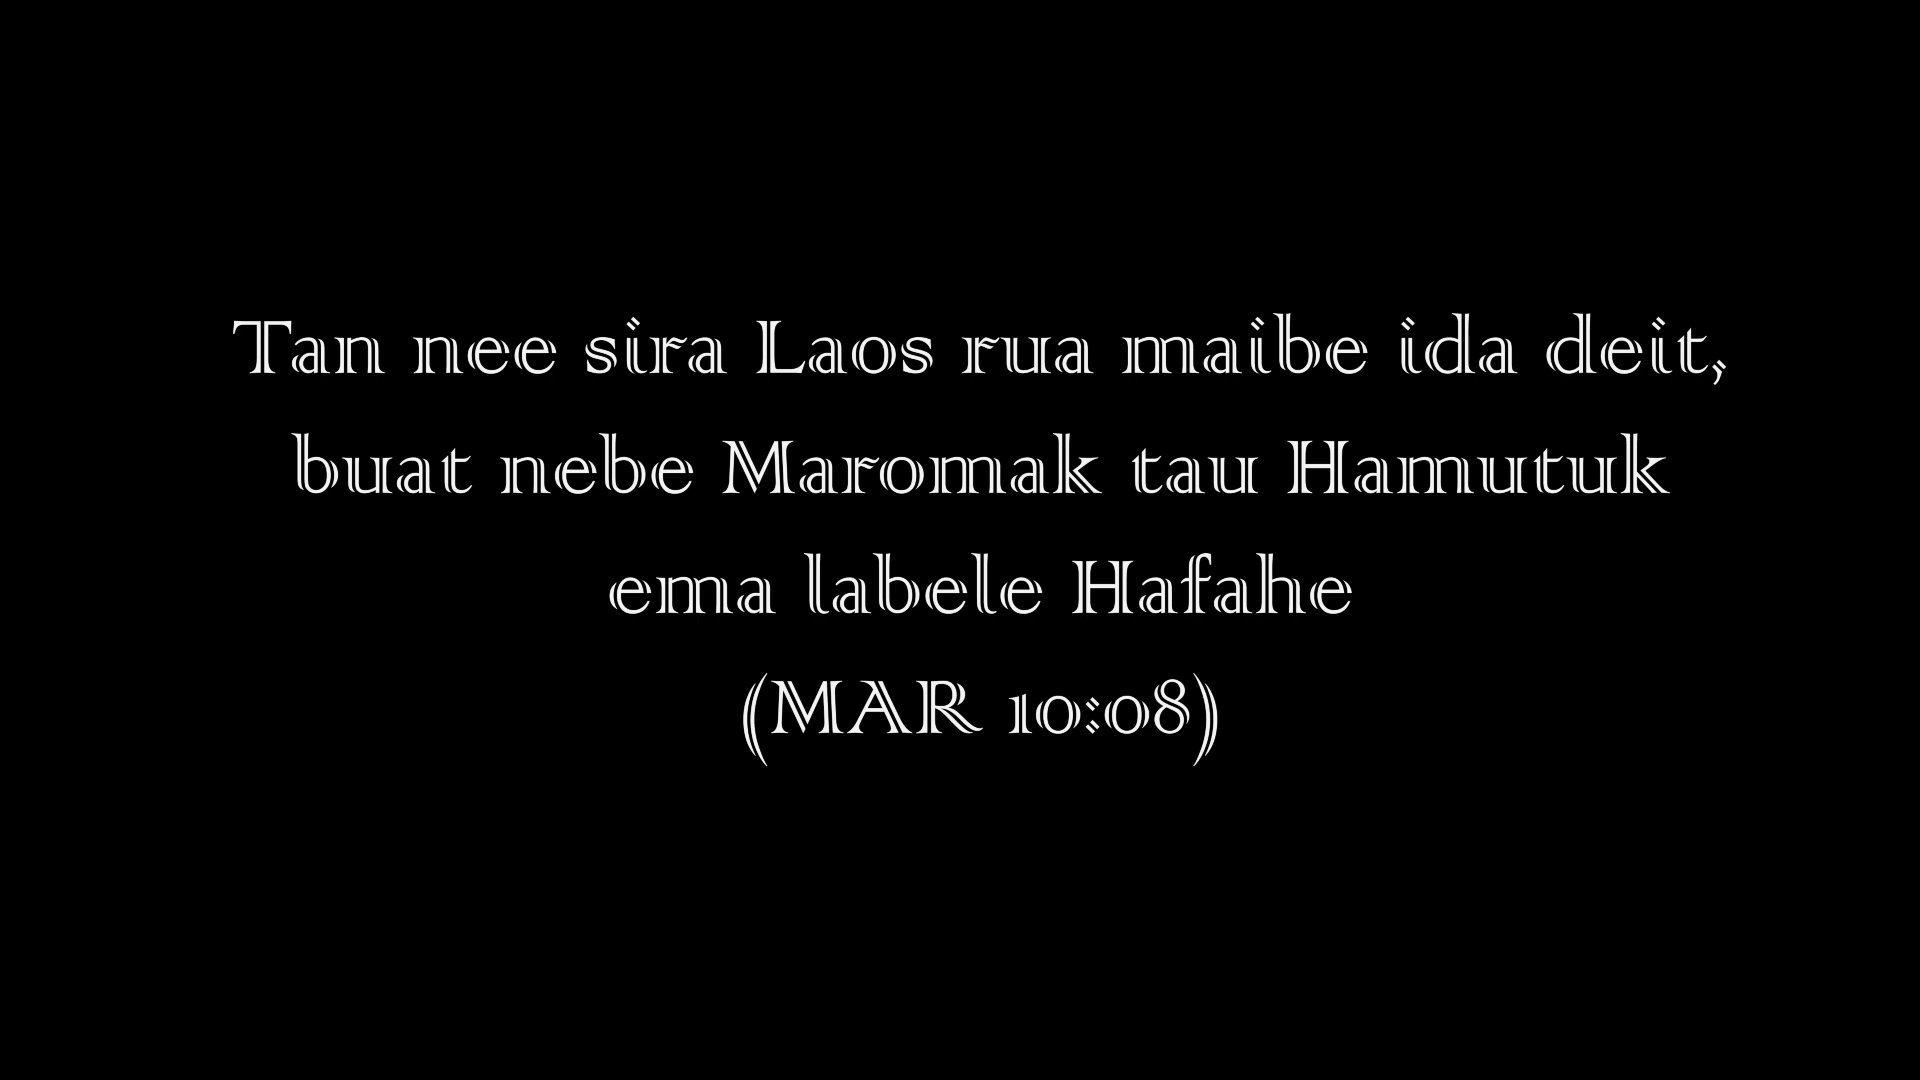 Tan nee sira Laos rua maibe ida deit,
buat nebe Maromak tau Hamutuk
ema labele Hafahe
(MAR 10:08)